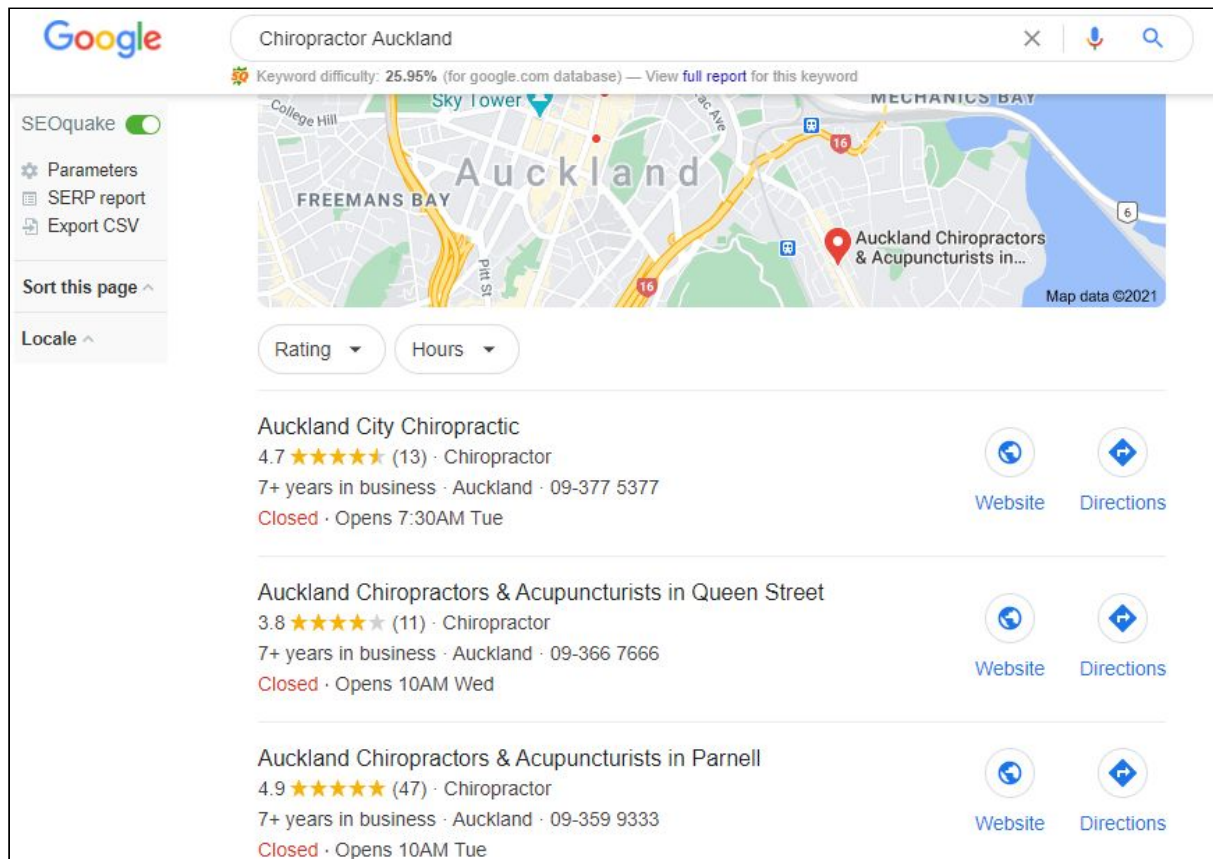 Google
Chiropractor Auckland
Keyword difficulty: 25.95% (for google.com database) — View full report for this keyword
SEOquake
Parameters
SERP report
Export CSV
Sort this page
Locale
College Hill
Sky Tower
MECHANICS BAY
Auckland
FREEMANS BAY
Pitt St
16
16
6
Auckland Chiropractors
& Acupuncturists in...
Map data ©2021
Rating
Hours
Auckland City Chiropractic
4.7 ★★★★★ (13) · Chiropractor
7+ years in business · Auckland · 09-377 5377
Closed · Opens 7:30AM Tue
Website
Directions
Auckland Chiropractors & Acupuncturists in Queen Street
3.8 ★★★★★ (11) · Chiropractor
7+ years in business · Auckland · 09-366 7666
Closed · Opens 10AM Wed
Website
Directions
Auckland Chiropractors & Acupuncturists in Parnell
4.9 ★★★★★ (47) · Chiropractor
7+ years in business · Auckland · 09-359 9333
Closed · Opens 10AM Tue
Website
Directions